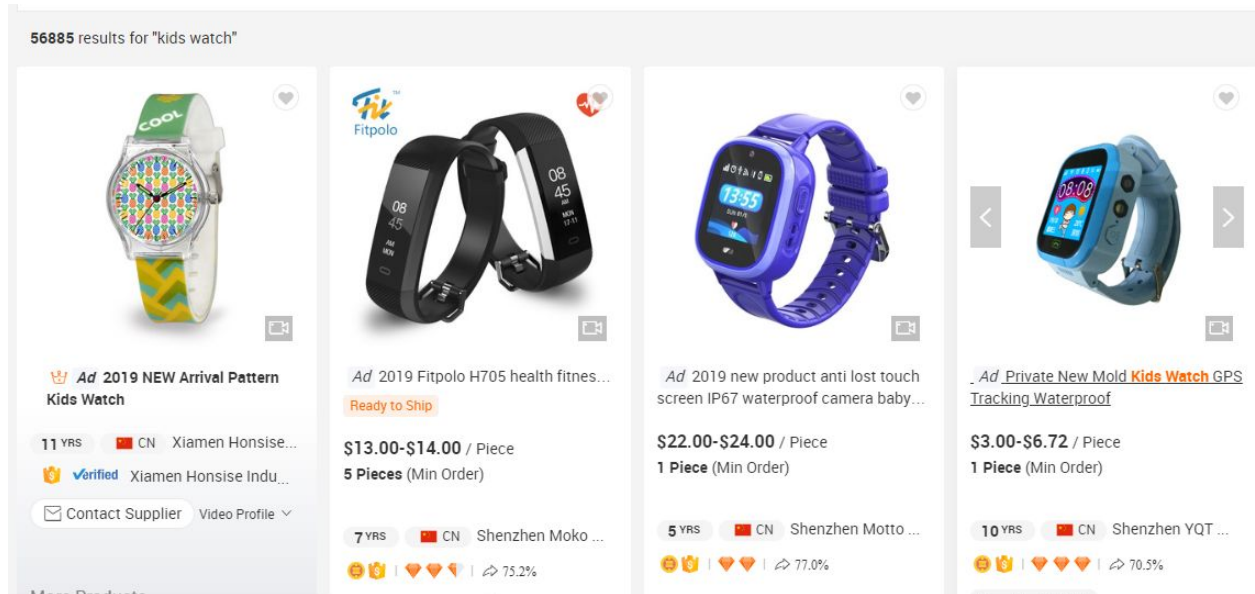 56885 results for "kids watch"
COOL
Fitpolo
08
45
AM
MON
08
45
AM
MON
17-11
13:55
08:08
Ad 2019 NEW Arrival Pattern
Kids Watch
11 YRS CN Xiamen Honsise...
Verified Xiamen Honsise Indu...
Contact Supplier Video Profile
Ad 2019 Fitpolo H705 health fitnes...
Ready to Ship
$13.00-$14.00 / Piece
5 Pieces (Min Order)
7 YRS CN Shenzhen Moko ...
75.2%
Ad 2019 new product anti lost touch
screen IP67 waterproof camera baby...
$22.00-$24.00 / Piece
1 Piece (Min Order)
5 YRS CN Shenzhen Motto ...
77.0%
Ad Private New Mold Kids Watch GPS
Tracking Waterproof
$3.00-$6.72 / Piece
1 Piece (Min Order)
10 YRS CN Shenzhen YQT ...
70.5%